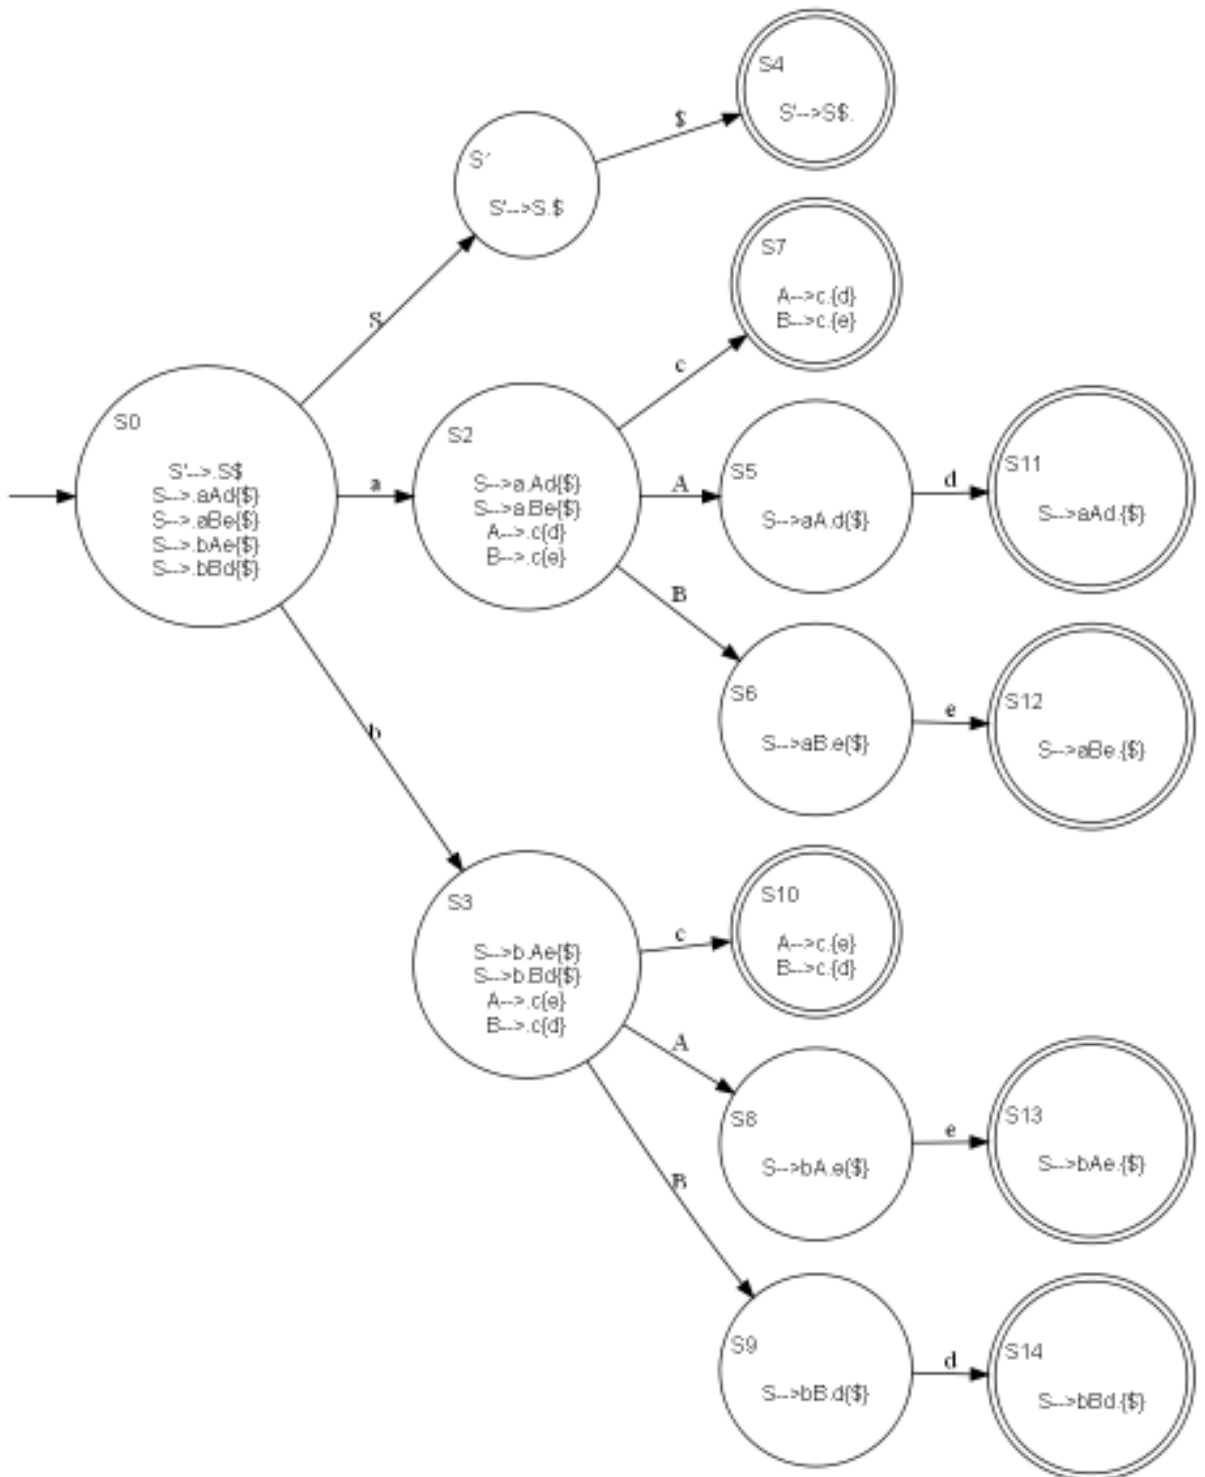 S4
S'-->S$.
$
S'
S'-->S.$
S7
A-->c.{d}
B-->c.{e}
S
c
S0
S'-->.S$
S-->.aAd{$}
S-->.aBe{$}
S-->.bAe{$}
S-->.bBd{$}
a
S2
S-->a.Ad{$}
S-->a.Be{$}
A-->.c{d}
B-->.c{e}
A
S5
S-->aA.d{$}
d
S11
S-->aAd.{$}
B
S6
S-->aB.e{$}
e
S12
S-->aBe.{$}
b
S3
S-->b.Ae{$}
S-->b.Bd{$}
A-->.c{e}
B-->.c{d}
c
S10
A-->c.{e}
B-->c.{d}
A
S8
S-->bA.e{$}
e
S13
S-->bAe.{$}
B
S9
S-->bB.d{$}
d
S14
S-->bBd.{$}